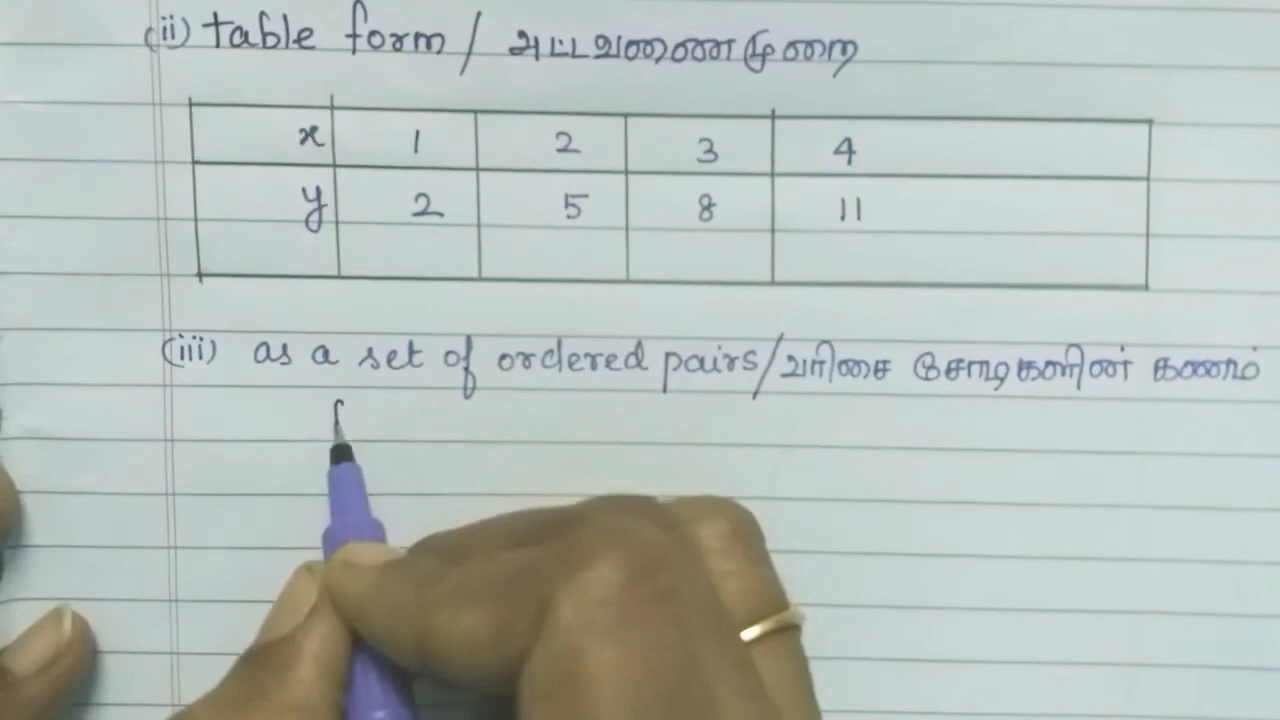 (ii) table form / அட்டவணை முறை
x 1 2 3 4
y 2 5 8 11
(iii) as a set of ordered pairs/வரிசை சோடிகளின் கணம்
f